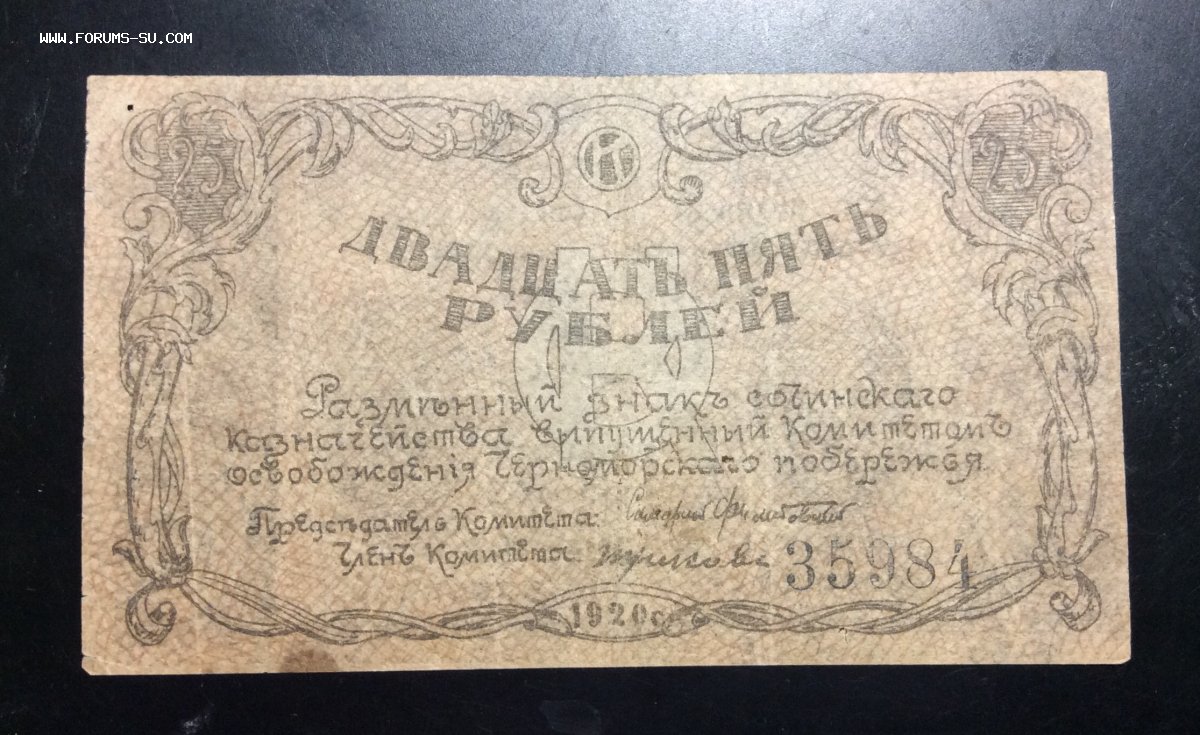 WWW.FORUMS-SU.COM
25 К 25
ДВАДЦАТЬ ПЯТЬ
РУБЛЕЙ
Размѣнный знакъ сочинскаго
казначейства выпущенный Комитетомъ
освобожденія Черноморскаго побережья
Предсѣдатель Комитета:
Членъ Комитета:
35984
1920г.